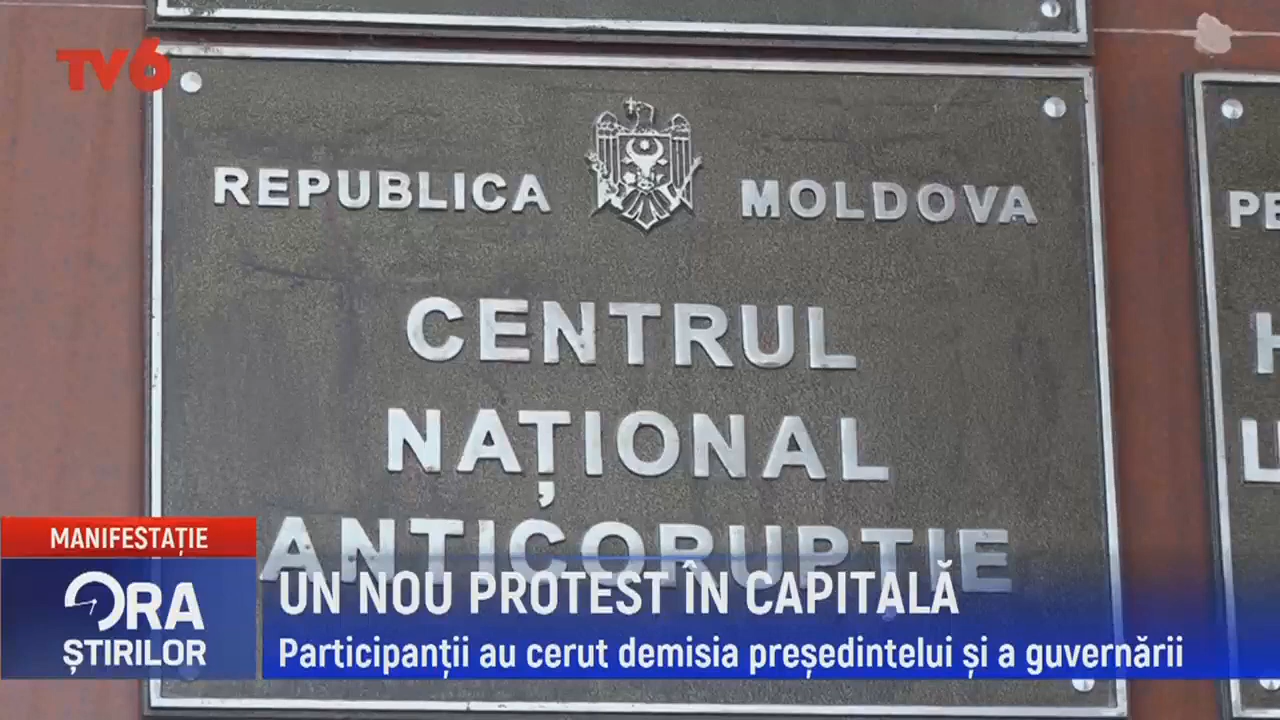 TV6
REPUBLICA MOLDOVA
CENTRUL
NAȚIONAL
ANTICORUPȚIE
MANIFESTAȚIE
ORA
ȘTIRILOR
UN NOU PROTEST ÎN CAPITALĂ
Participanții au cerut demisia președintelui și a guvernării